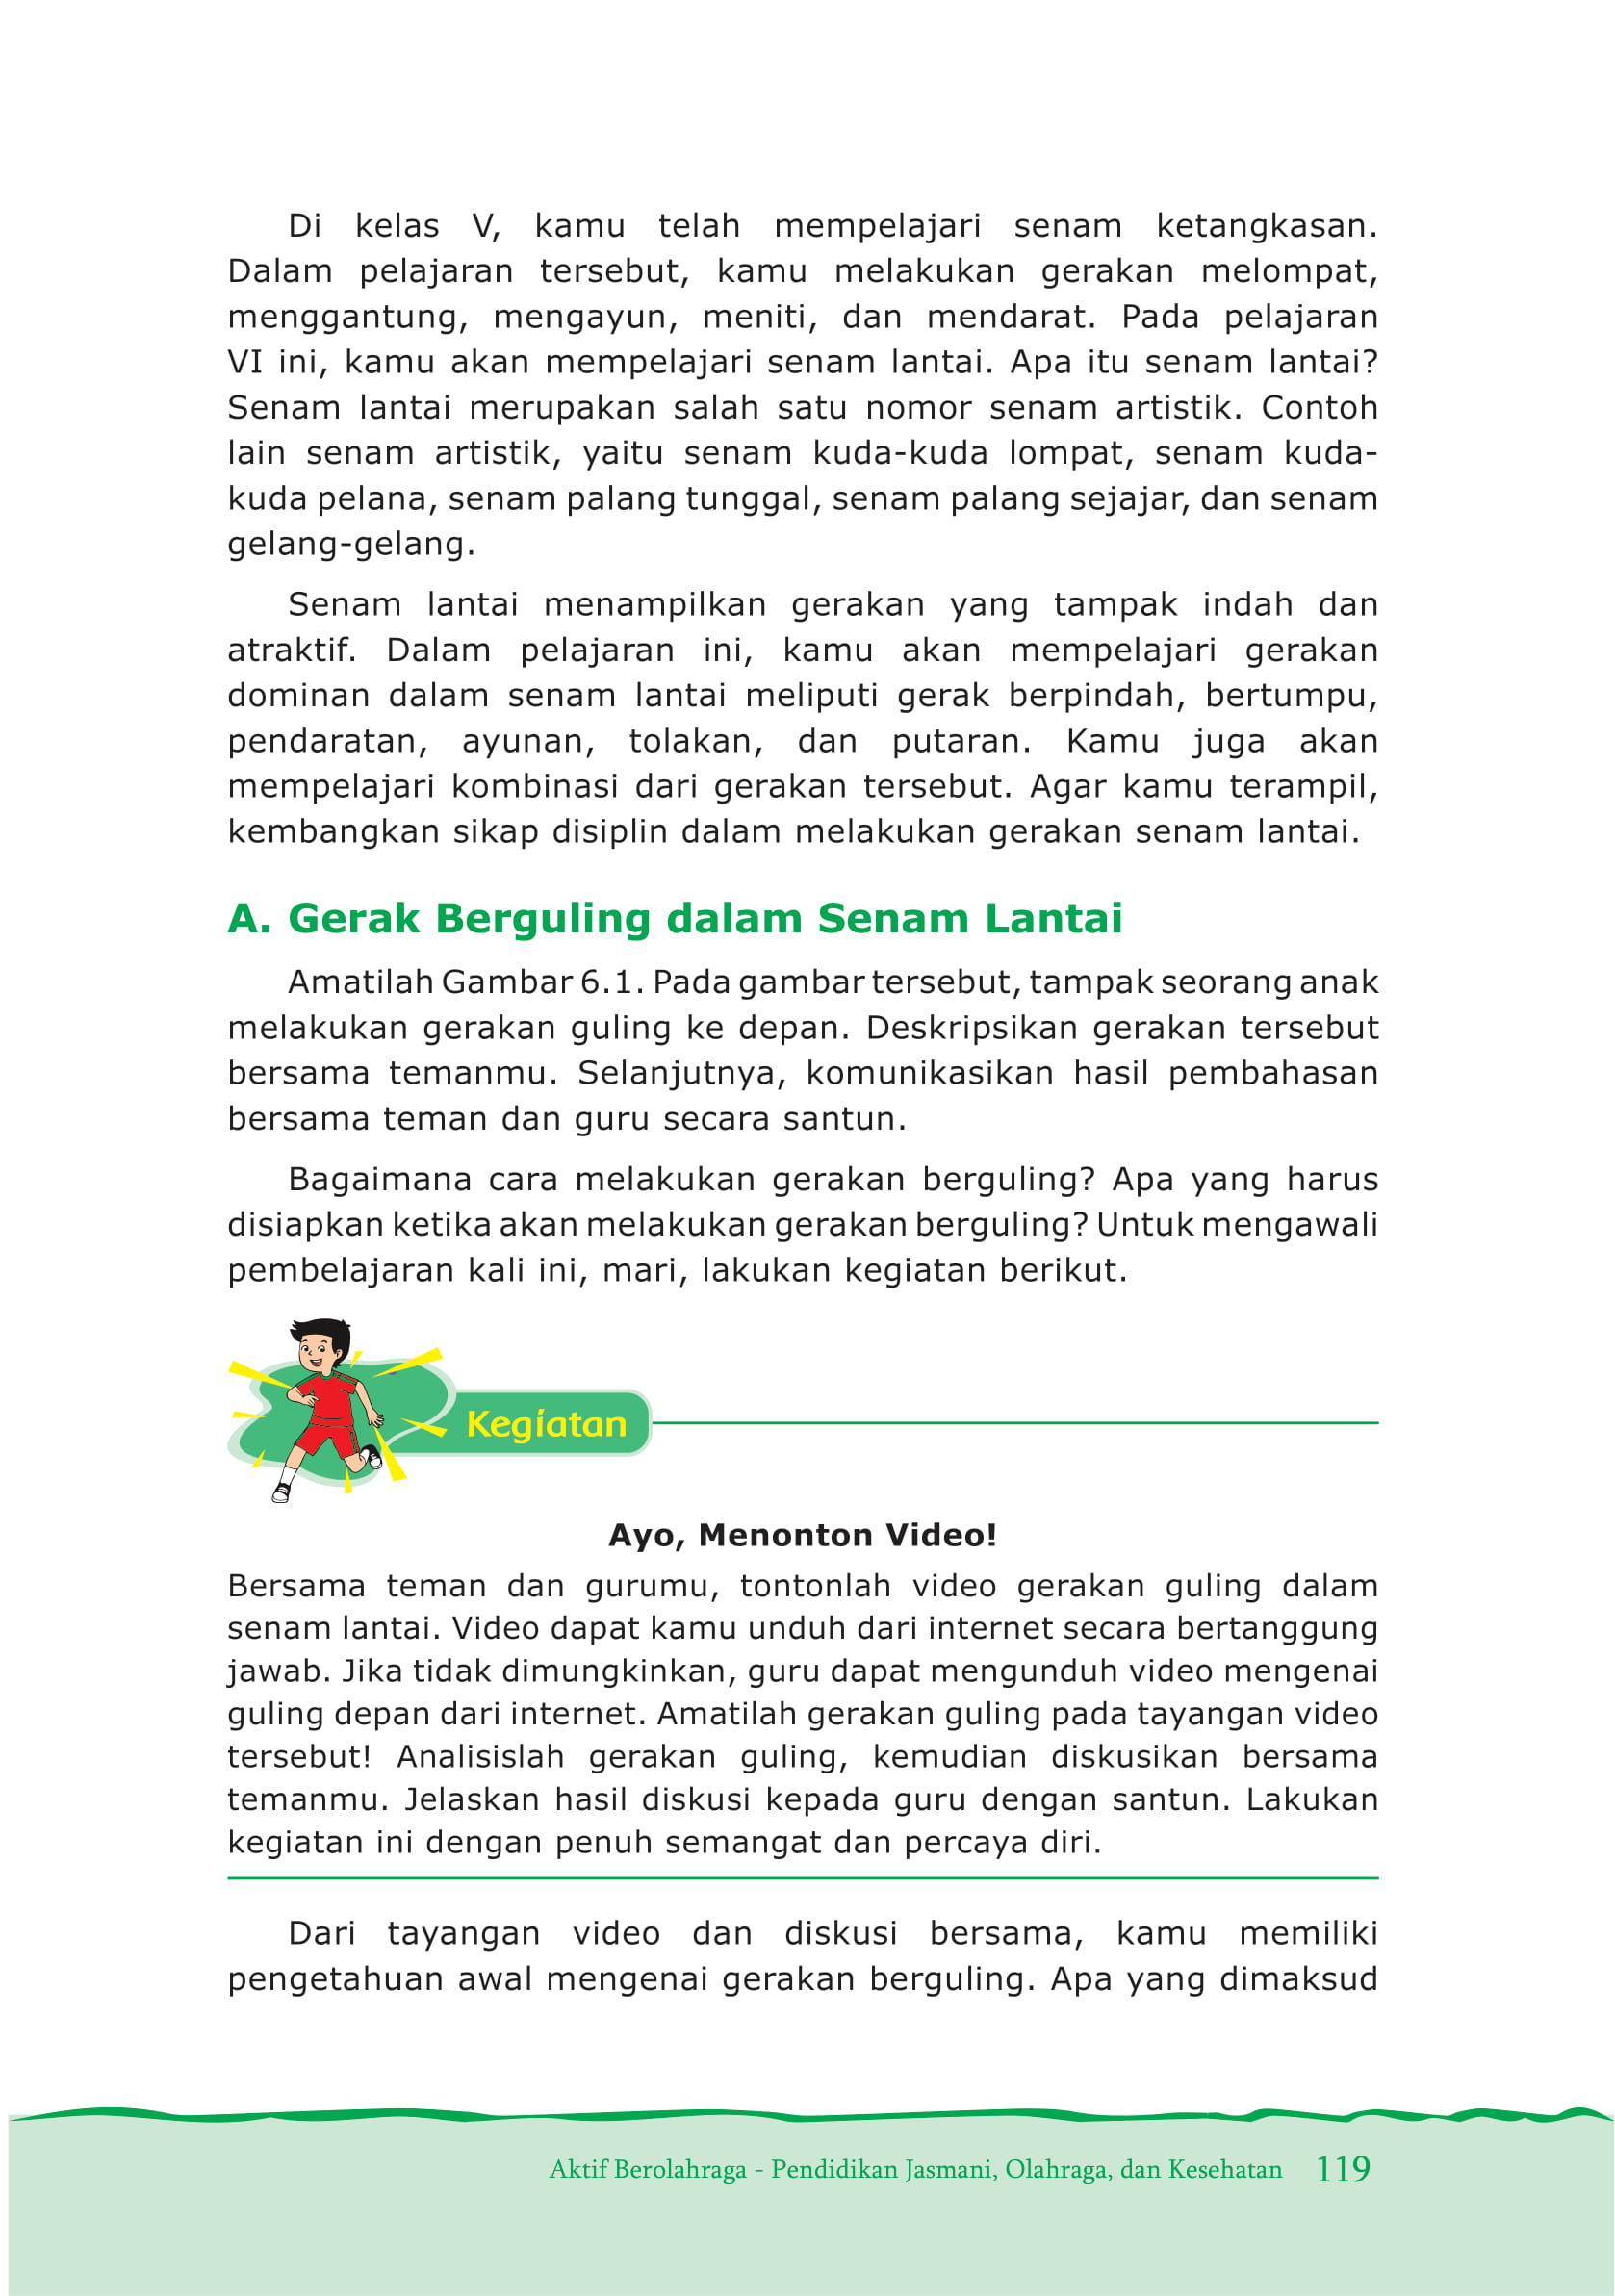 Di kelas V, kamu telah mempelajari senam ketangkasan.
Dalam pelajaran tersebut, kamu melakukan gerakan melompat,
menggantung, mengayun, meniti, dan mendarat. Pada pelajaran
VI ini, kamu akan mempelajari senam lantai. Apa itu senam lantai?
Senam lantai merupakan salah satu nomor senam artistik. Contoh
lain senam artistik, yaitu senam kuda-kuda lompat, senam kuda-
kuda pelana, senam palang tunggal, senam palang sejajar, dan senam
gelang-gelang.
Senam lantai menampilkan gerakan yang tampak indah dan
atraktif. Dalam pelajaran ini, kamu akan mempelajari gerakan
dominan dalam senam lantai meliputi gerak berpindah, bertumpu,
pendaratan, ayunan, tolakan, dan putaran. Kamu juga akan
mempelajari kombinasi dari gerakan tersebut. Agar kamu terampil,
kembangkan sikap disiplin dalam melakukan gerakan senam lantai.
A. Gerak Berguling dalam Senam Lantai
Amatilah Gambar 6.1. Pada gambar tersebut, tampak seorang anak
melakukan gerakan guling ke depan. Deskripsikan gerakan tersebut
bersama temanmu. Selanjutnya, komunikasikan hasil pembahasan
bersama teman dan guru secara santun.
Bagaimana cara melakukan gerakan berguling? Apa yang harus
disiapkan ketika akan melakukan gerakan berguling? Untuk mengawali
pembelajaran kali ini, mari, lakukan kegiatan berikut.
Kegiatan
Ayo, Menonton Video!
Bersama teman dan gurumu, tontonlah video gerakan guling dalam
senam lantai. Video dapat kamu unduh dari internet secara bertanggung
jawab. Jika tidak dimungkinkan, guru dapat mengunduh video mengenai
guling depan dari internet. Amatilah gerakan guling pada tayangan video
tersebut! Analisislah gerakan guling, kemudian diskusikan bersama
temanmu. Jelaskan hasil diskusi kepada guru dengan santun. Lakukan
kegiatan ini dengan penuh semangat dan percaya diri.
Dari tayangan video dan diskusi bersama, kamu memiliki
pengetahuan awal mengenai gerakan berguling. Apa yang dimaksud
Aktif Berolahraga - Pendidikan Jasmani, Olahraga, dan Kesehatan 119